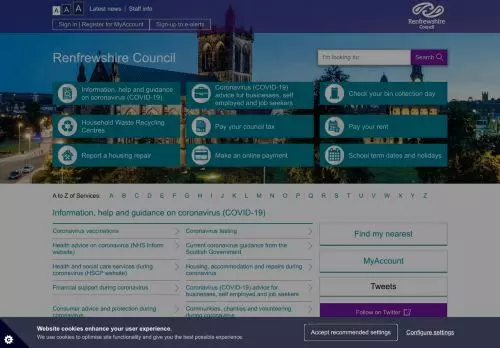 A A A Latest news | Staff info
Sign in | Register for MyAccount Sign-up to e-alerts
Renfrewshire
Council
Renfrewshire Council
I'm looking for Search
Information, help and guidance
on coronavirus (COVID-19)
Coronavirus (COVID-19)
advice for businesses, self
employed and job seekers
Check your bin collection day
Household Waste Recycling
Centres
Pay your council tax
Pay your rent
Report a housing repair
Make an online payment
School term dates and holidays
A to Z of Services: A B C D E F G H I J K L M N O P Q R S T U V W X Y Z
Information, help and guidance on coronavirus (COVID-19)
Coronavirus vaccinations
Coronavirus testing
Health advice on coronavirus (NHS Inform
website)
Current coronavirus guidance from the
Scottish Government
Health and social care services during
coronavirus (HSCP website)
Housing, accommodation and repairs during
coronavirus
Financial support during coronavirus
Coronavirus (COVID-19) advice for
businesses, self employed and job seekers
Consumer advice and protection during
coronavirus
Communities, charities and volunteering
during coronavirus
Find my nearest
MyAccount
Tweets
Follow on Twitter
Website cookies enhance your user experience.
We use cookies to optimise site functionality and give you the best possible experience.
Accept recommended settings
Configure settings